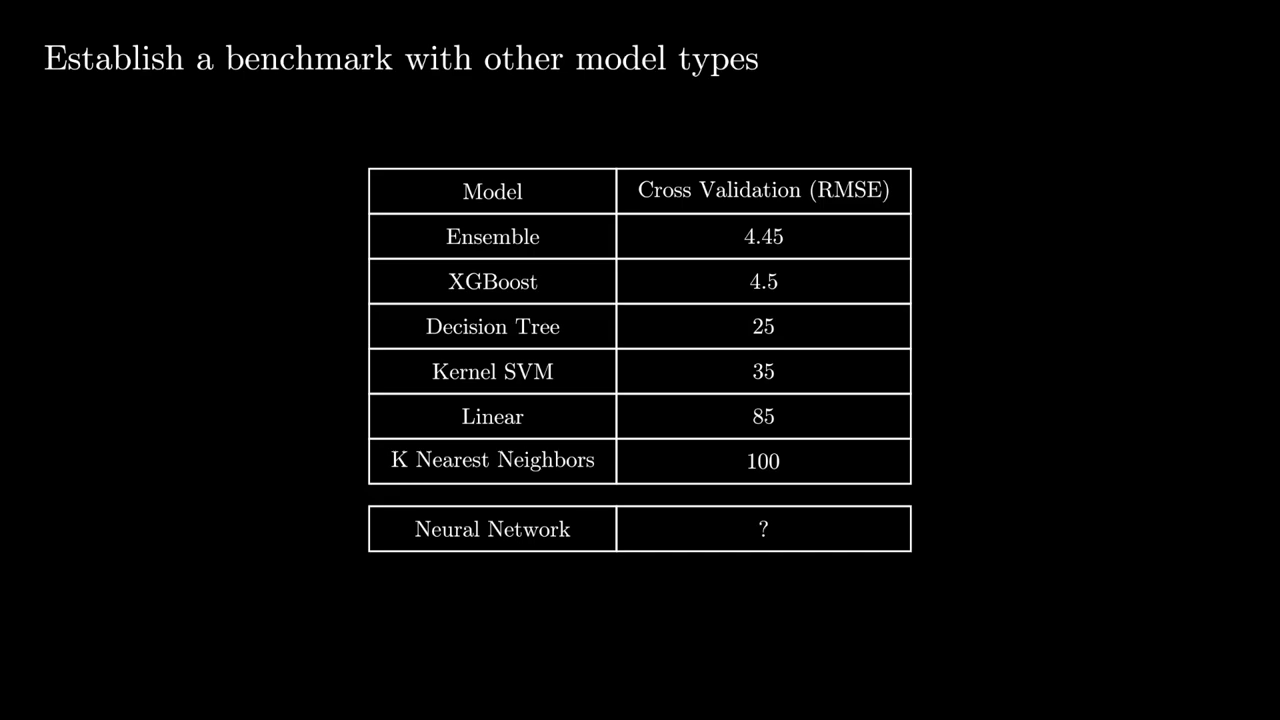 Establish a benchmark with other model types
Model Cross Validation (RMSE)
Ensemble 4.45
XGBoost 4.5
Decision Tree 25
Kernel SVM 35
Linear 85
K Nearest Neighbors 100
Neural Network ?